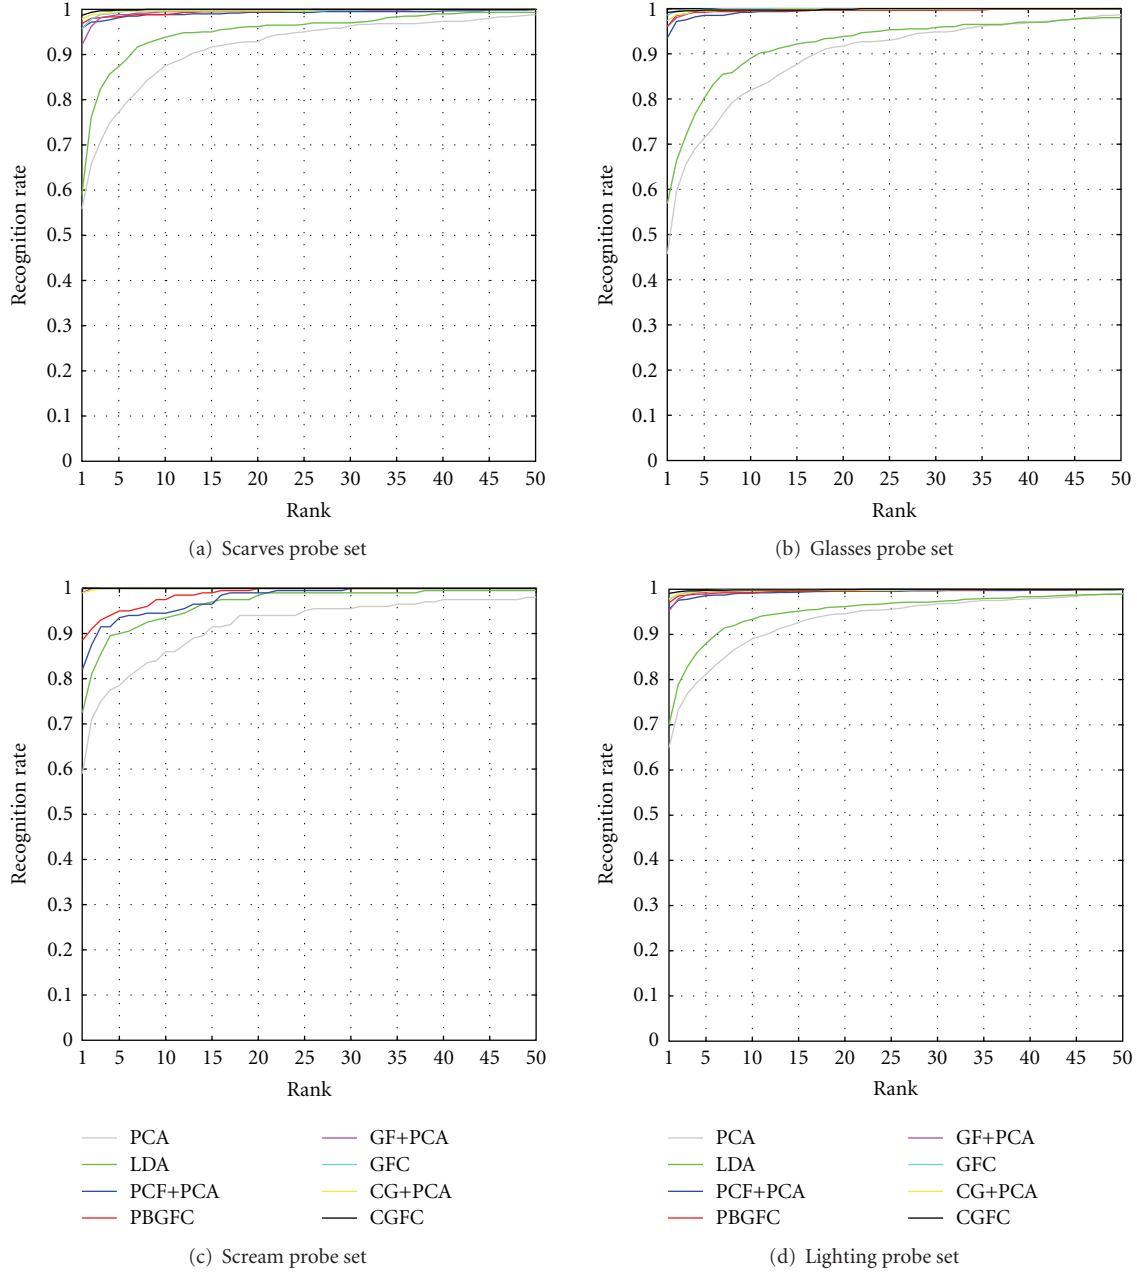 1
0.9
0.8
0.7
0.6
0.5
0.4
0.3
0.2
0.1
0
Recognition rate
1 5 10 15 20 25 30 35 40 45 50
Rank
(a) Scarves probe set
1
0.9
0.8
0.7
0.6
0.5
0.4
0.3
0.2
0.1
0
Recognition rate
1 5 10 15 20 25 30 35 40 45 50
Rank
(b) Glasses probe set
1
0.9
0.8
0.7
0.6
0.5
0.4
0.3
0.2
0.1
0
Recognition rate
1 5 10 15 20 25 30 35 40 45 50
Rank
PCA
LDA
PCF+PCA
PBGFC
GF+PCA
GFC
CG+PCA
CGFC
(c) Scream probe set
1
0.9
0.8
0.7
0.6
0.5
0.4
0.3
0.2
0.1
0
Recognition rate
1 5 10 15 20 25 30 35 40 45 50
Rank
PCA
LDA
PCF+PCA
PBGFC
GF+PCA
GFC
CG+PCA
CGFC
(d) Lighting probe set